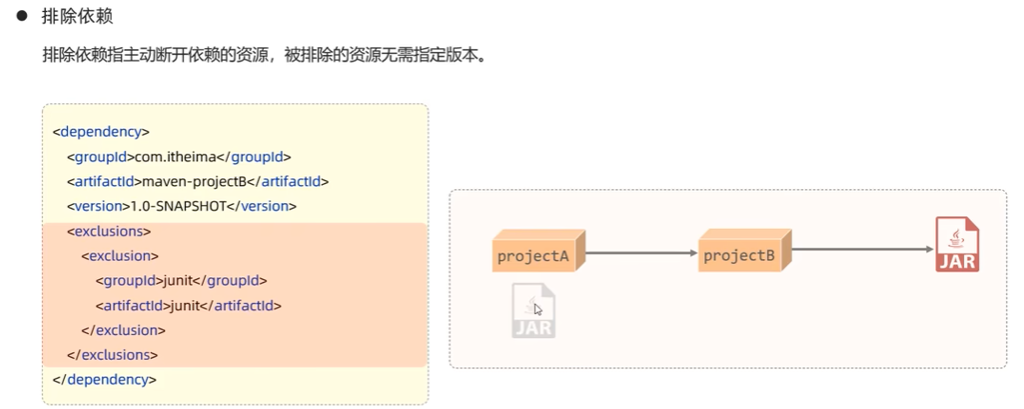 ● 排除依赖
排除依赖指主动断开依赖的资源，被排除的资源无需指定版本。
<dependency>
<groupId>com.itheima</groupId>
<artifactId>maven-projectB</artifactId>
<version>1.0-SNAPSHOT</version>
<exclusions>
<exclusion>
<groupId>junit</groupId>
<artifactId>junit</artifactId>
</exclusion>
</exclusions>
</dependency>
projectA
projectB
JAR
JAR